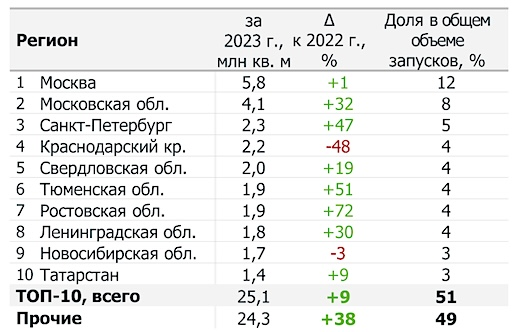 Регион за 2023 г., млн кв. м Δ к 2022 г., % Доля в общем объеме запусков, %
1 Москва 5,8 +1 12
2 Московская обл. 4,1 +32 8
3 Санкт-Петербург 2,3 +47 5
4 Краснодарский кр. 2,2 -48 4
5 Свердловская обл. 2,0 +19 4
6 Тюменская обл. 1,9 +51 4
7 Ростовская обл. 1,9 +72 4
8 Ленинградская обл. 1,8 +30 4
9 Новосибирская обл. 1,7 -3 3
10 Татарстан 1,4 +9 3
ТОП-10, всего 25,1 +9 51
Прочие 24,3 +38 49